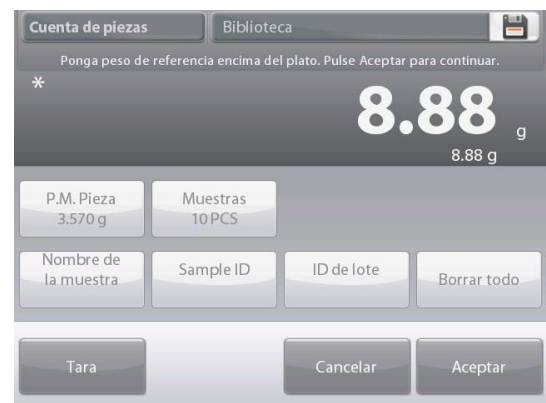 Cuenta de piezas
Biblioteca
Ponga peso de referencia encima del plato. Pulse Aceptar para continuar.
*
8.88 g
8.88 g
P.M. Pieza
3.570 g
Muestras
10 PCS
Nombre de
la muestra
Sample ID
ID de lote
Borrar todo
Tara
Cancelar
Aceptar